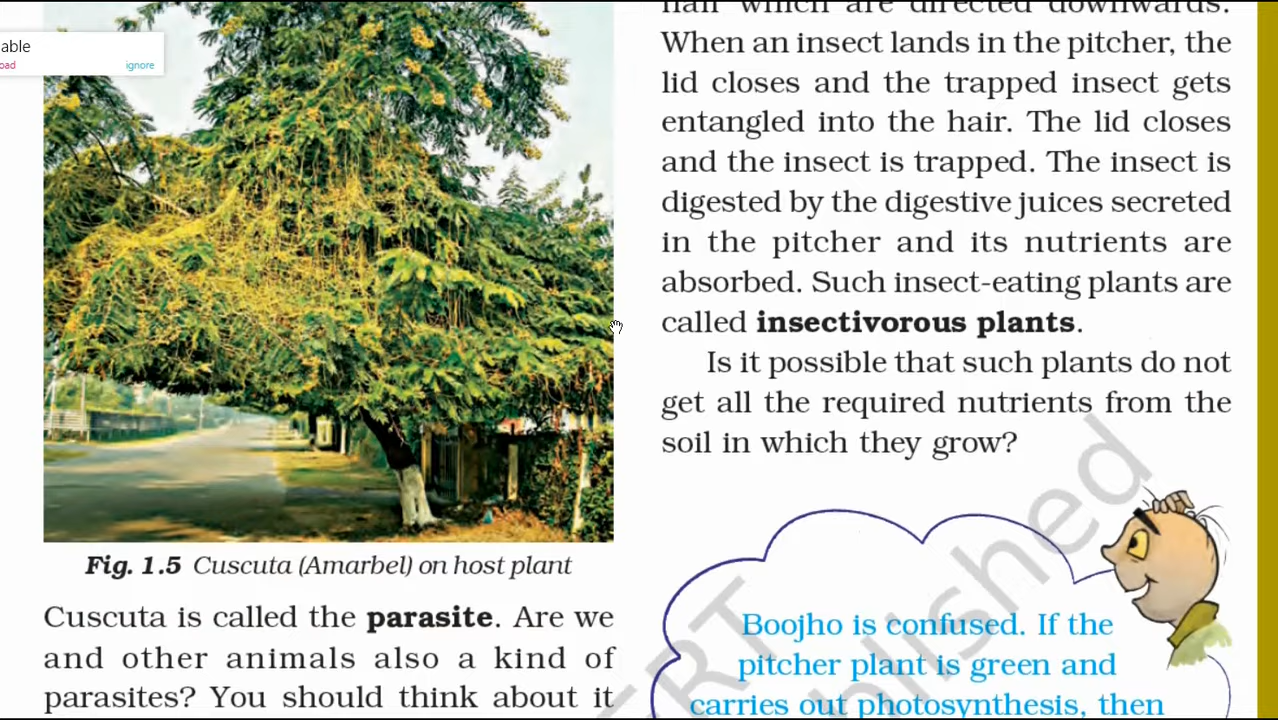 able
oad ignore
Fig. 1.5 Cuscuta (Amarbel) on host plant
Cuscuta is called the parasite. Are we
and other animals also a kind of
parasites? You should think about it
hair which are directed downwards.
When an insect lands in the pitcher, the
lid closes and the trapped insect gets
entangled into the hair. The lid closes
and the insect is trapped. The insect is
digested by the digestive juices secreted
in the pitcher and its nutrients are
absorbed. Such insect-eating plants are
called insectivorous plants.
Is it possible that such plants do not
get all the required nutrients from the
soil in which they grow?
Boojho is confused. If the
pitcher plant is green and
carries out photosynthesis, then
ERT
blished